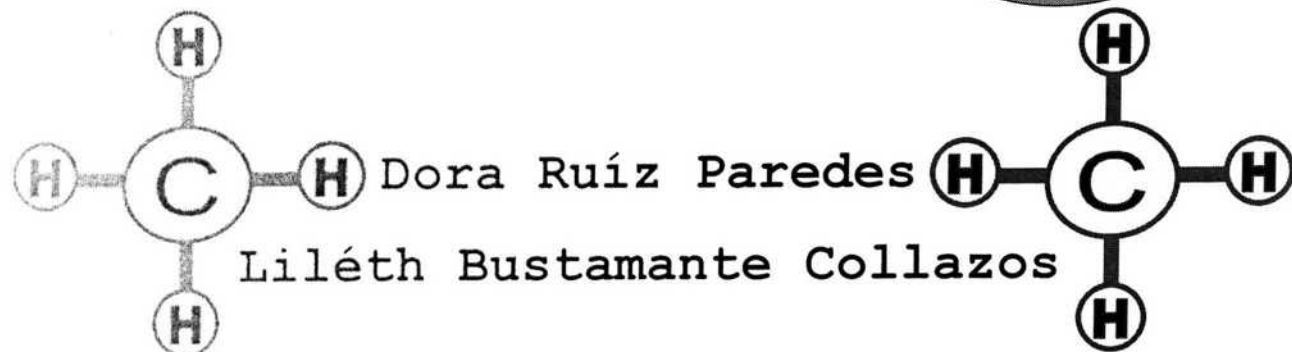 H H
H C H Dora Ruíz Paredes H C H
Liléth Bustamante Collazos
H H